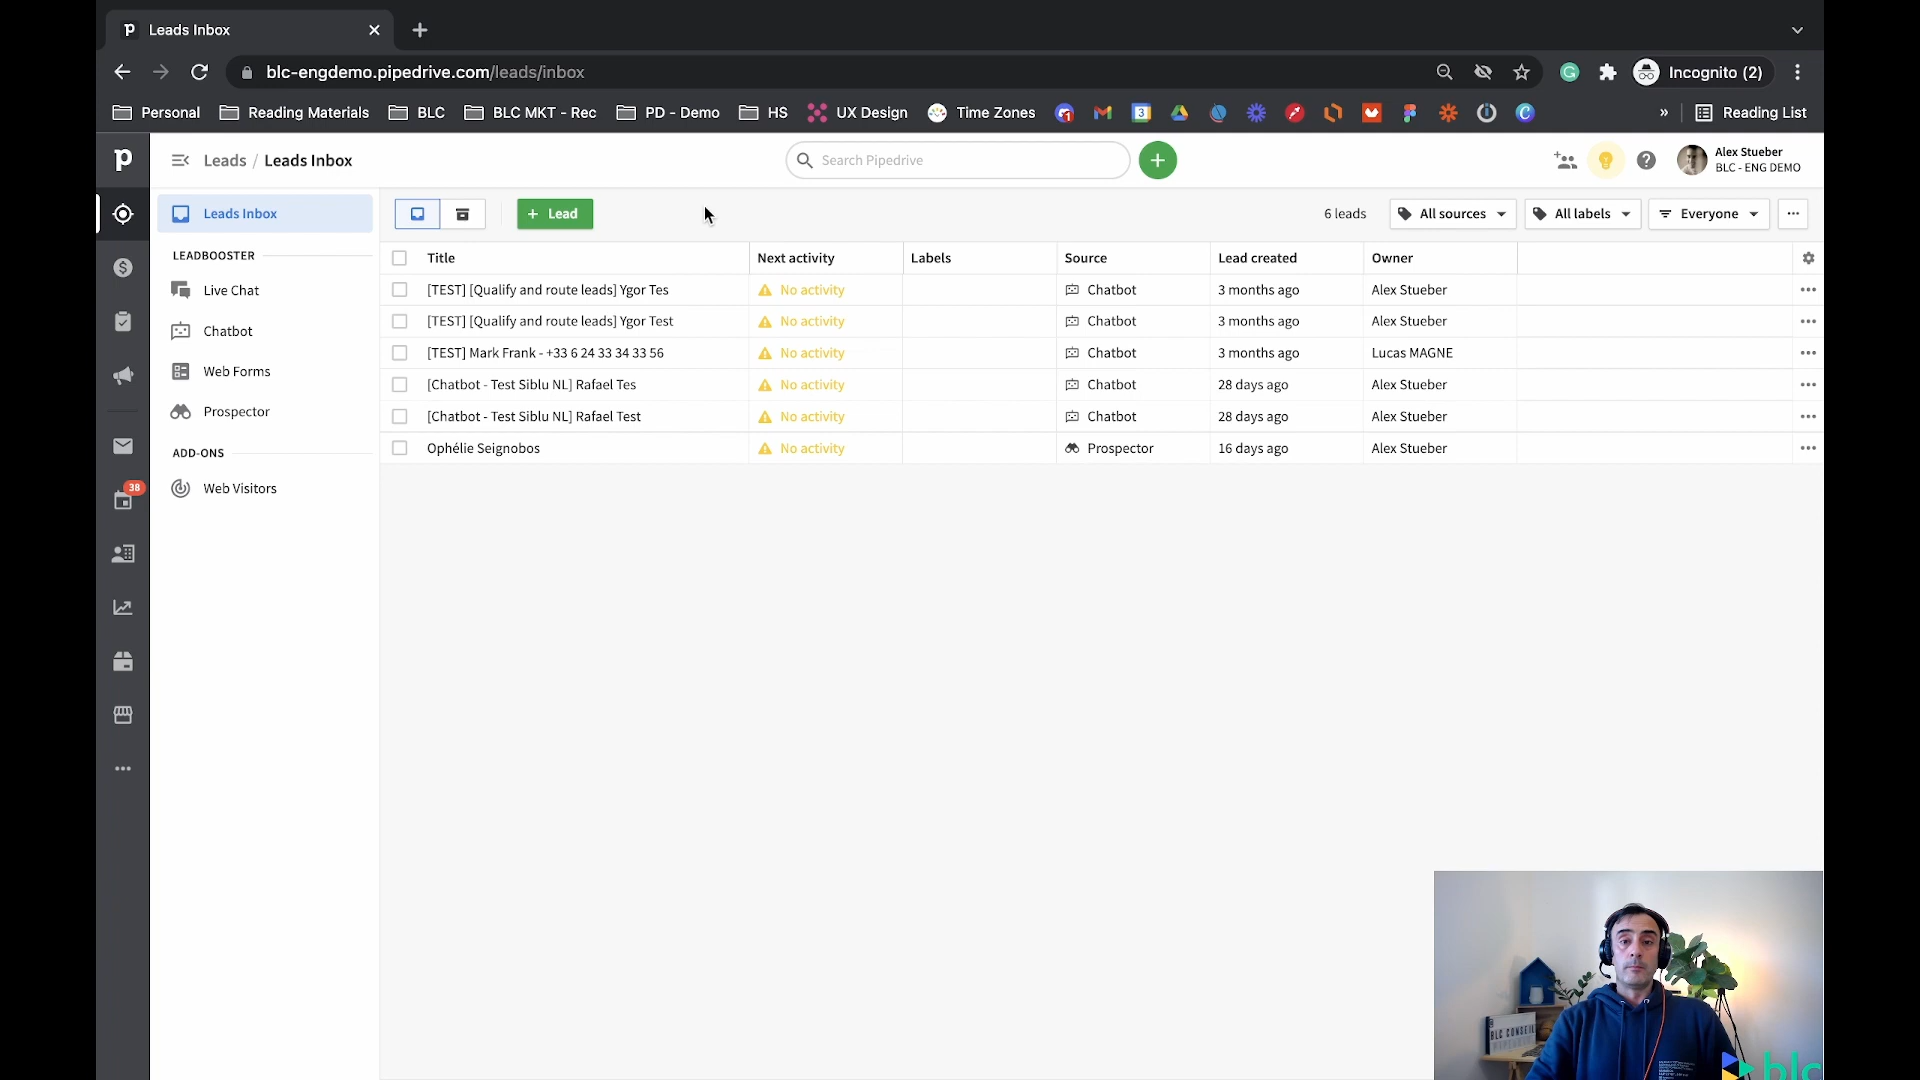 Leads Inbox
blc-engdemo.pipedrive.com/leads/inbox
Incognito (2)
Personal
Reading Materials
BLC
BLC MKT - Rec
PD - Demo
HS
UX Design
Time Zones
»
Reading List
Leads / Leads Inbox
Search Pipedrive
Alex Stueber
BLC - ENG DEMO
Leads Inbox
LEADBOOSTER
Live Chat
Chatbot
Web Forms
Prospector
ADD-ONS
Web Visitors
38
+ Lead
6 leads
All sources
All labels
Everyone
Title Next activity Labels Source Lead created Owner
[TEST] [Qualify and route leads] Ygor Tes No activity Chatbot 3 months ago Alex Stueber
[TEST] [Qualify and route leads] Ygor Test No activity Chatbot 3 months ago Alex Stueber
[TEST] Mark Frank - +33 6 24 33 34 33 56 No activity Chatbot 3 months ago Lucas MAGNE
[Chatbot - Test Siblu NL] Rafael Tes No activity Chatbot 28 days ago Alex Stueber
[Chatbot - Test Siblu NL] Rafael Test No activity Chatbot 28 days ago Alex Stueber
Ophélie Seignobos No activity Prospector 16 days ago Alex Stueber
BLC CONSEIL
blc